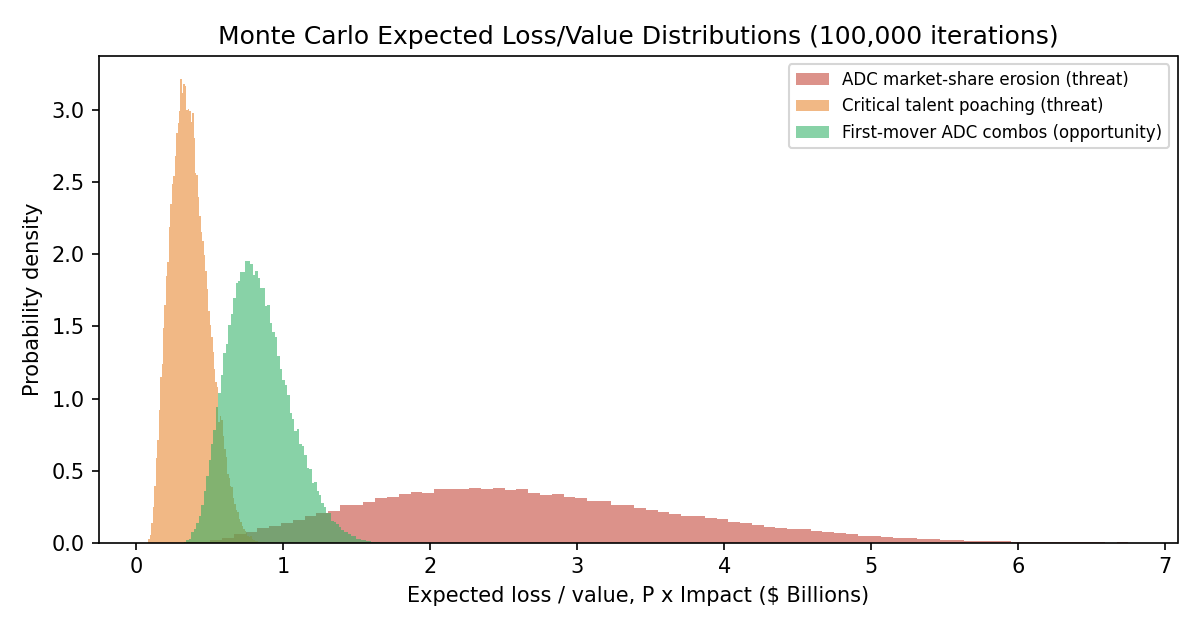 Monte Carlo Expected Loss/Value Distributions (100,000 iterations)
ADC market-share erosion (threat)
Critical talent poaching (threat)
First-mover ADC combos (opportunity)
Probability density
3.0
2.5
2.0
1.5
1.0
0.5
0.0
0 1 2 3 4 5 6 7
Expected loss / value, P x Impact ($ Billions)